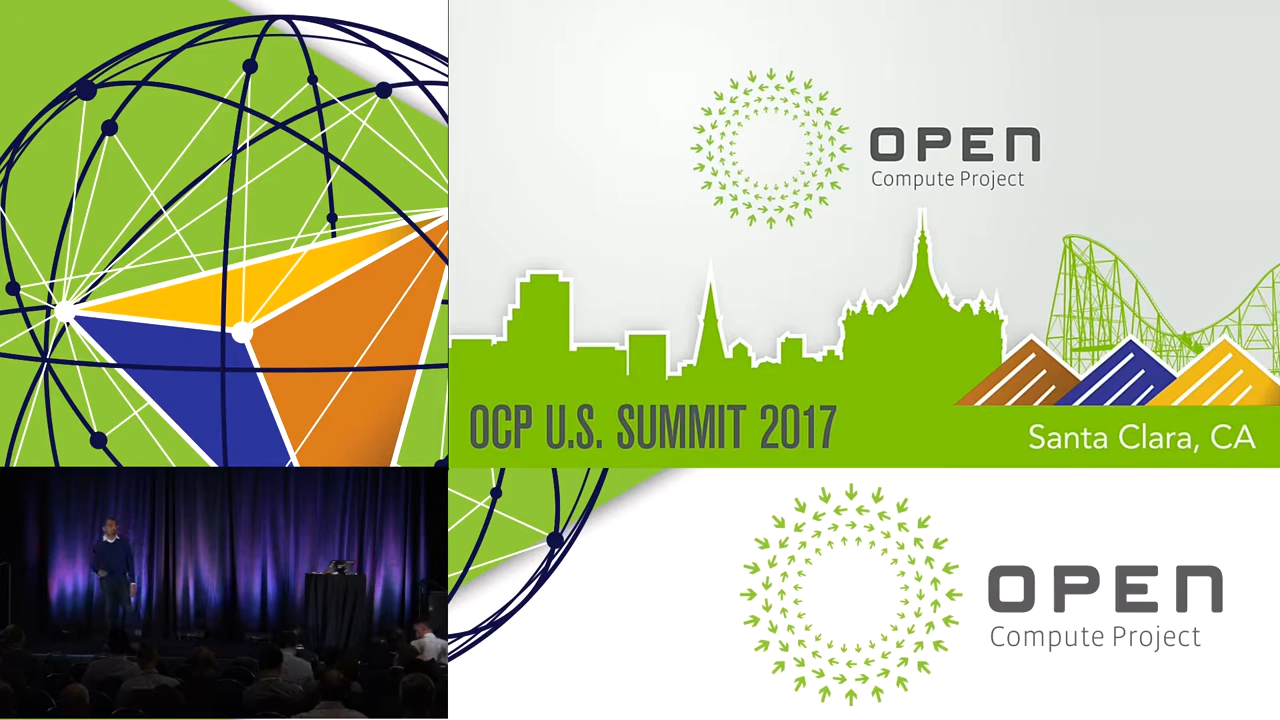 OPEN
Compute Project
OCP U.S. SUMMIT 2017
Santa Clara, CA
OPEN
Compute Project